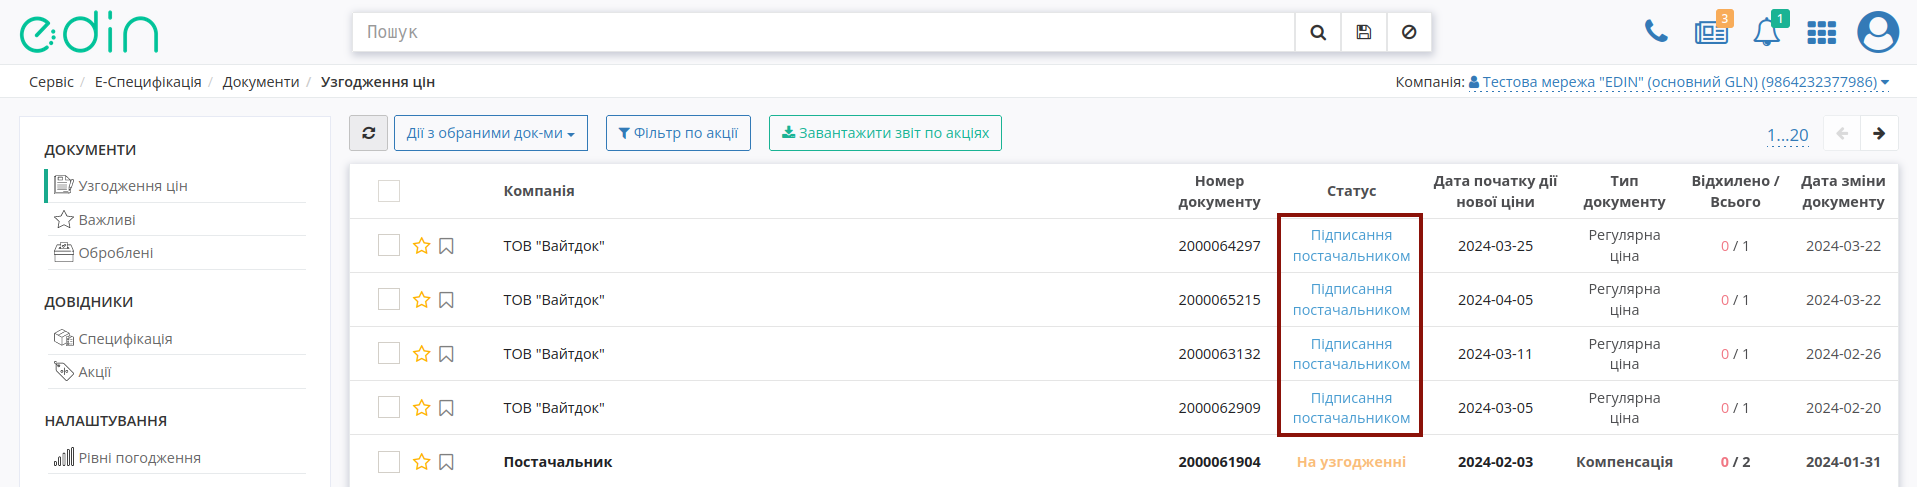 edin
Пошук
3
1
Сервіс / Е-Специфікація / Документи / Узгодження цін
Компанія: Тестова мережа "EDIN" (основний GLN) (9864232377986)
ДОКУМЕНТИ
Узгодження цін
Важливі
Оброблені
ДОВІДНИКИ
Специфікація
Акції
НАЛАШТУВАННЯ
Рівні погодження
Дії з обраними док-ми
Фільтр по акції
Завантажити звіт по акціях
1...20
Компанія
Номер документу
Статус
Дата початку дії нової ціни
Тип документу
Відхилено / Всього
Дата зміни документу
ТОВ "Вайтдок" 2000064297 Підписання постачальником 2024-03-25 Регулярна ціна 0 / 1 2024-03-22
ТОВ "Вайтдок" 2000065215 Підписання постачальником 2024-04-05 Регулярна ціна 0 / 1 2024-03-22
ТОВ "Вайтдок" 2000063132 Підписання постачальником 2024-03-11 Регулярна ціна 0 / 1 2024-02-26
ТОВ "Вайтдок" 2000062909 Підписання постачальником 2024-03-05 Регулярна ціна 0 / 1 2024-02-20
Постачальник 2000061904 На узгодженні 2024-02-03 Компенсація 0 / 2 2024-01-31